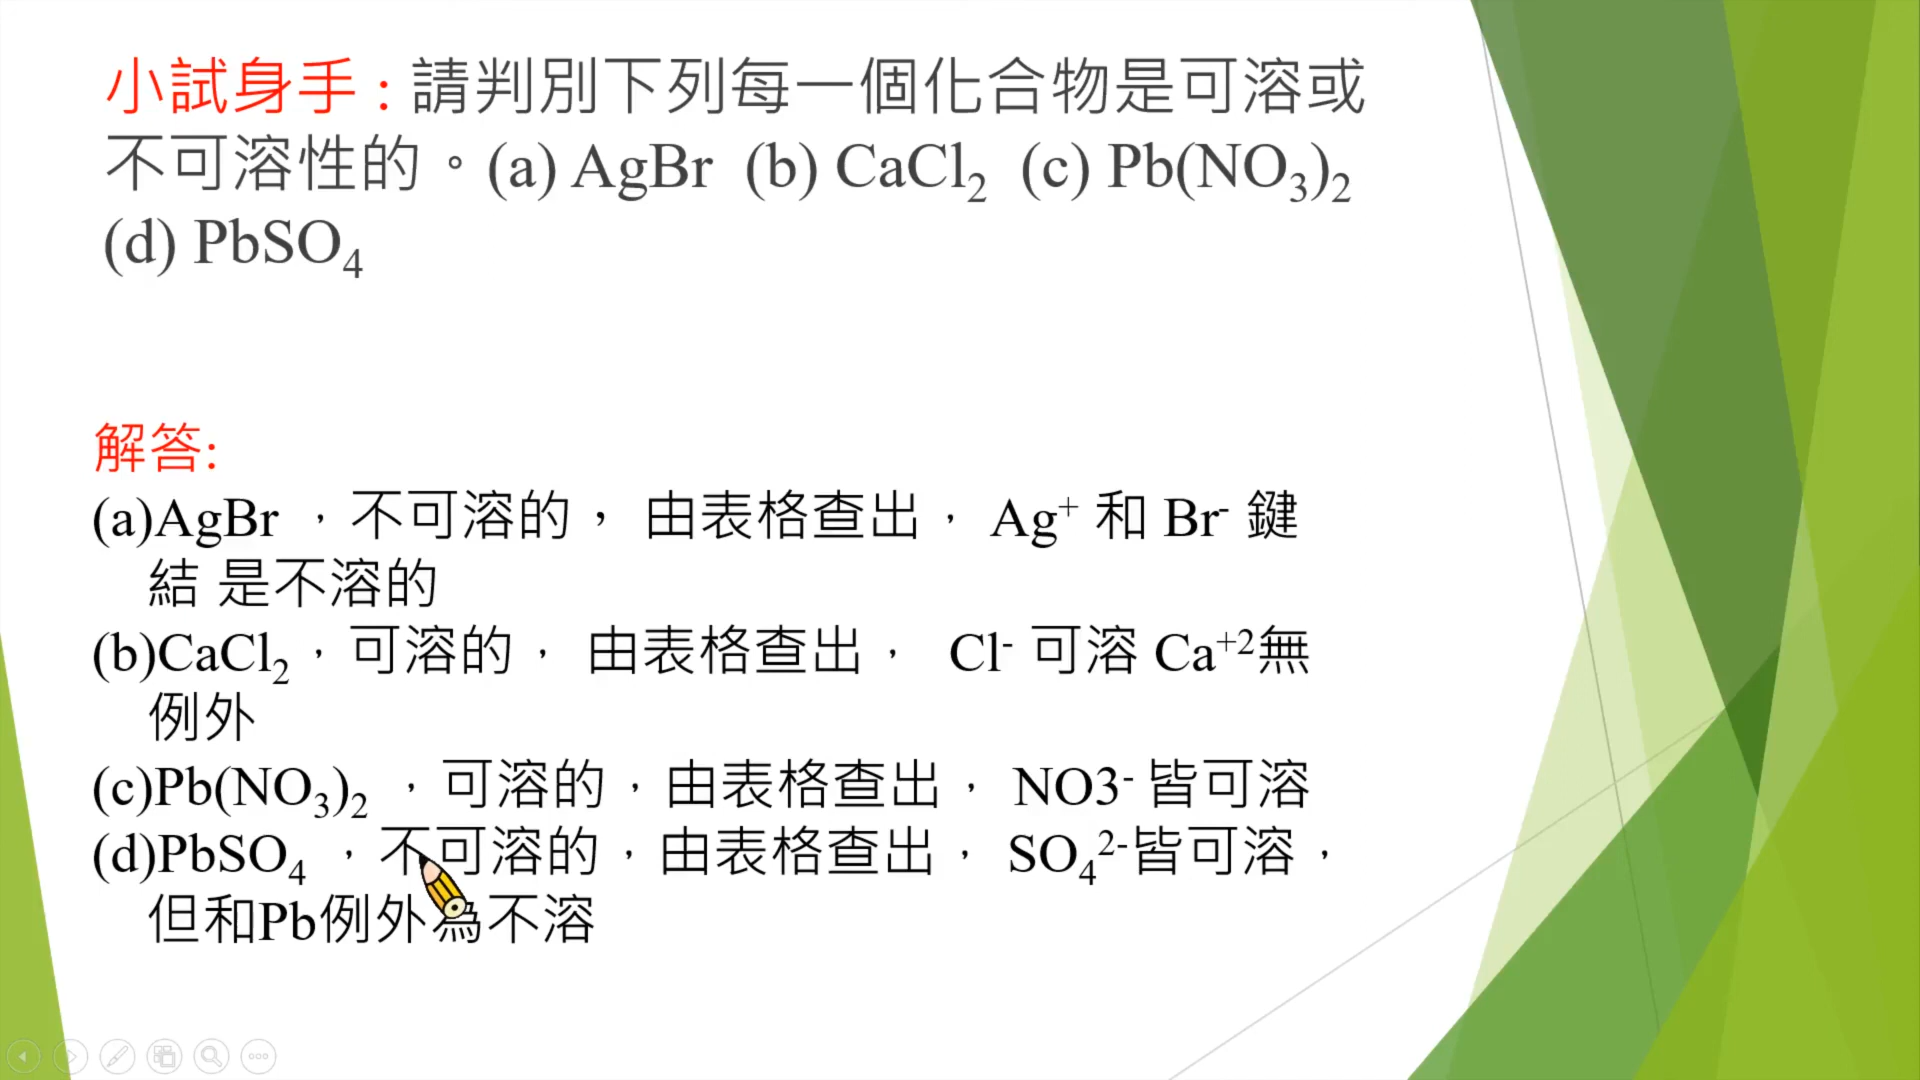 小試身手 : 請判別下列每一個化合物是可溶或
不可溶性的。(a) AgBr (b) CaCl₂ (c) Pb(NO₃)₂
(d) PbSO₄
解答:
(a)AgBr ，不可溶的， 由表格查出， Ag⁺ 和 Br⁻ 鍵
結 是不溶的
(b)CaCl₂，可溶的， 由表格查出， Cl⁻ 可溶 Ca⁺²無
例外
(c)Pb(NO₃)₂ ，可溶的，由表格查出， NO3⁻ 皆可溶
(d)PbSO₄ ，不可溶的，由表格查出， SO₄²⁻皆可溶，
但和Pb例外為不溶